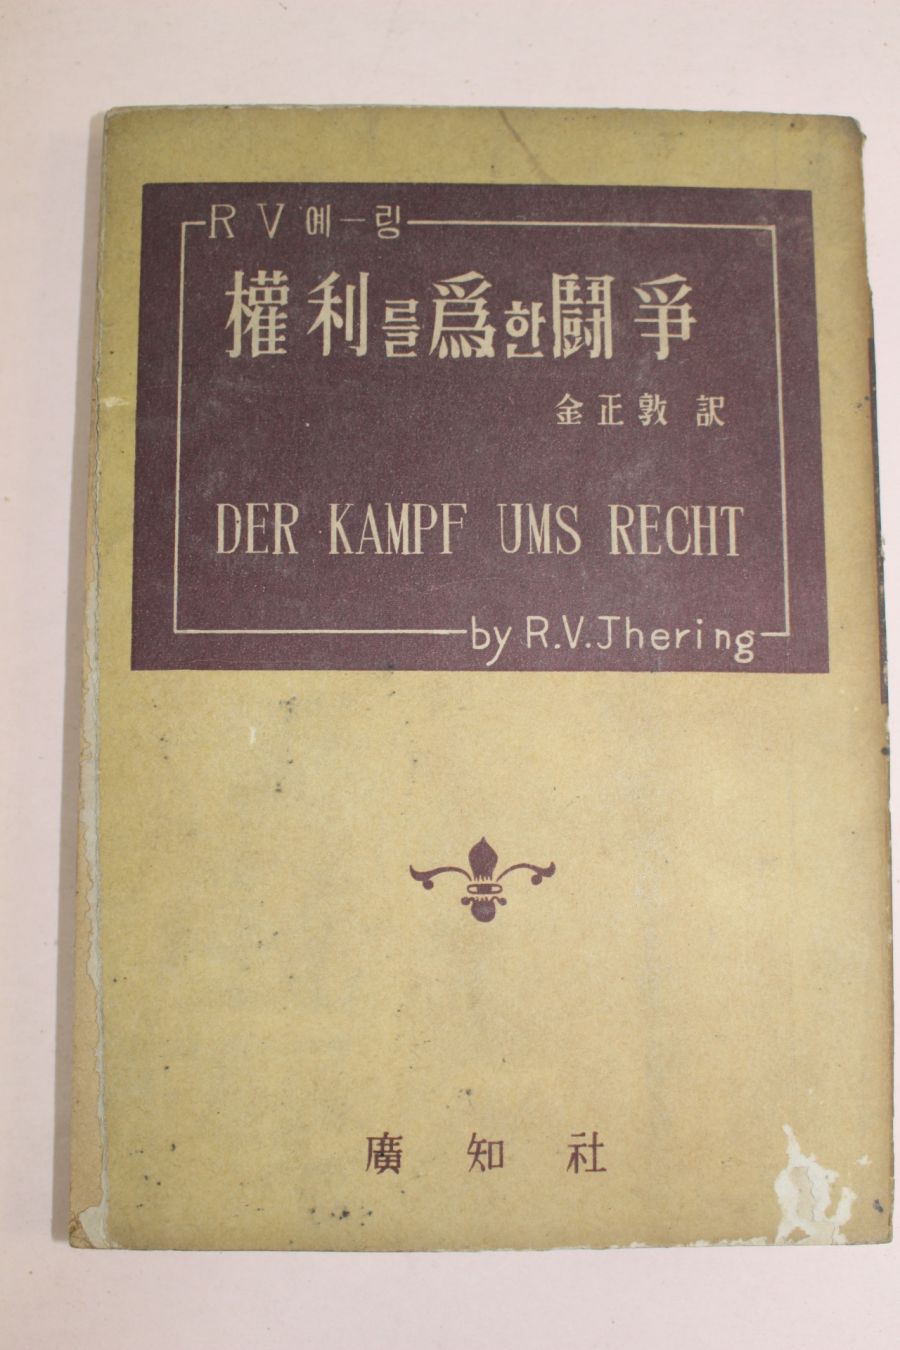 R V 예ー링
權利를爲한鬪爭
金正敦 訳
DER KAMPF UMS RECHT
by R.V.Jhering
廣知社